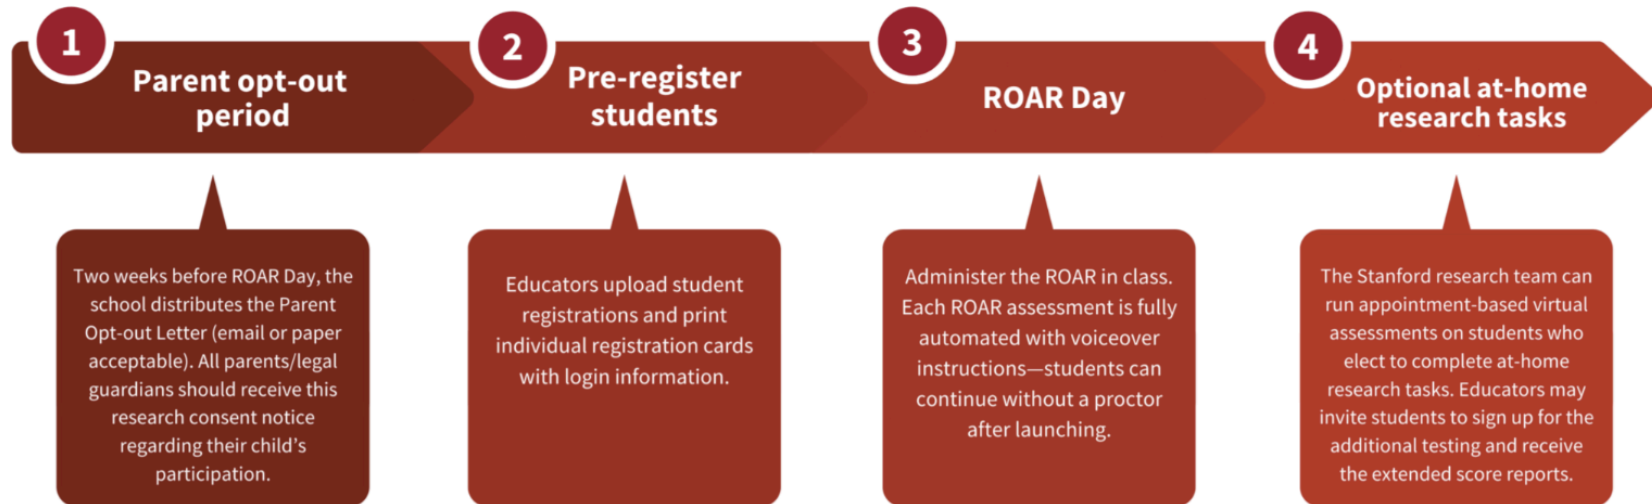 1
Parent opt-out
period
2
Pre-register
students
3
ROAR Day
4
Optional at-home
research tasks
Two weeks before ROAR Day, the
school distributes the Parent
Opt-out Letter (email or paper
acceptable). All parents/legal
guardians should receive this
research consent notice
regarding their child's
participation.
Educators upload student
registrations and print
individual registration cards
with login information.
Administer the ROAR in class.
Each ROAR assessment is fully
automated with voiceover
instructions—students can
continue without a proctor
after launching.
The Stanford research team can
run appointment-based virtual
assessments on students who
elect to complete at-home
research tasks. Educators may
invite students to sign up for the
additional testing and receive
the extended score reports.